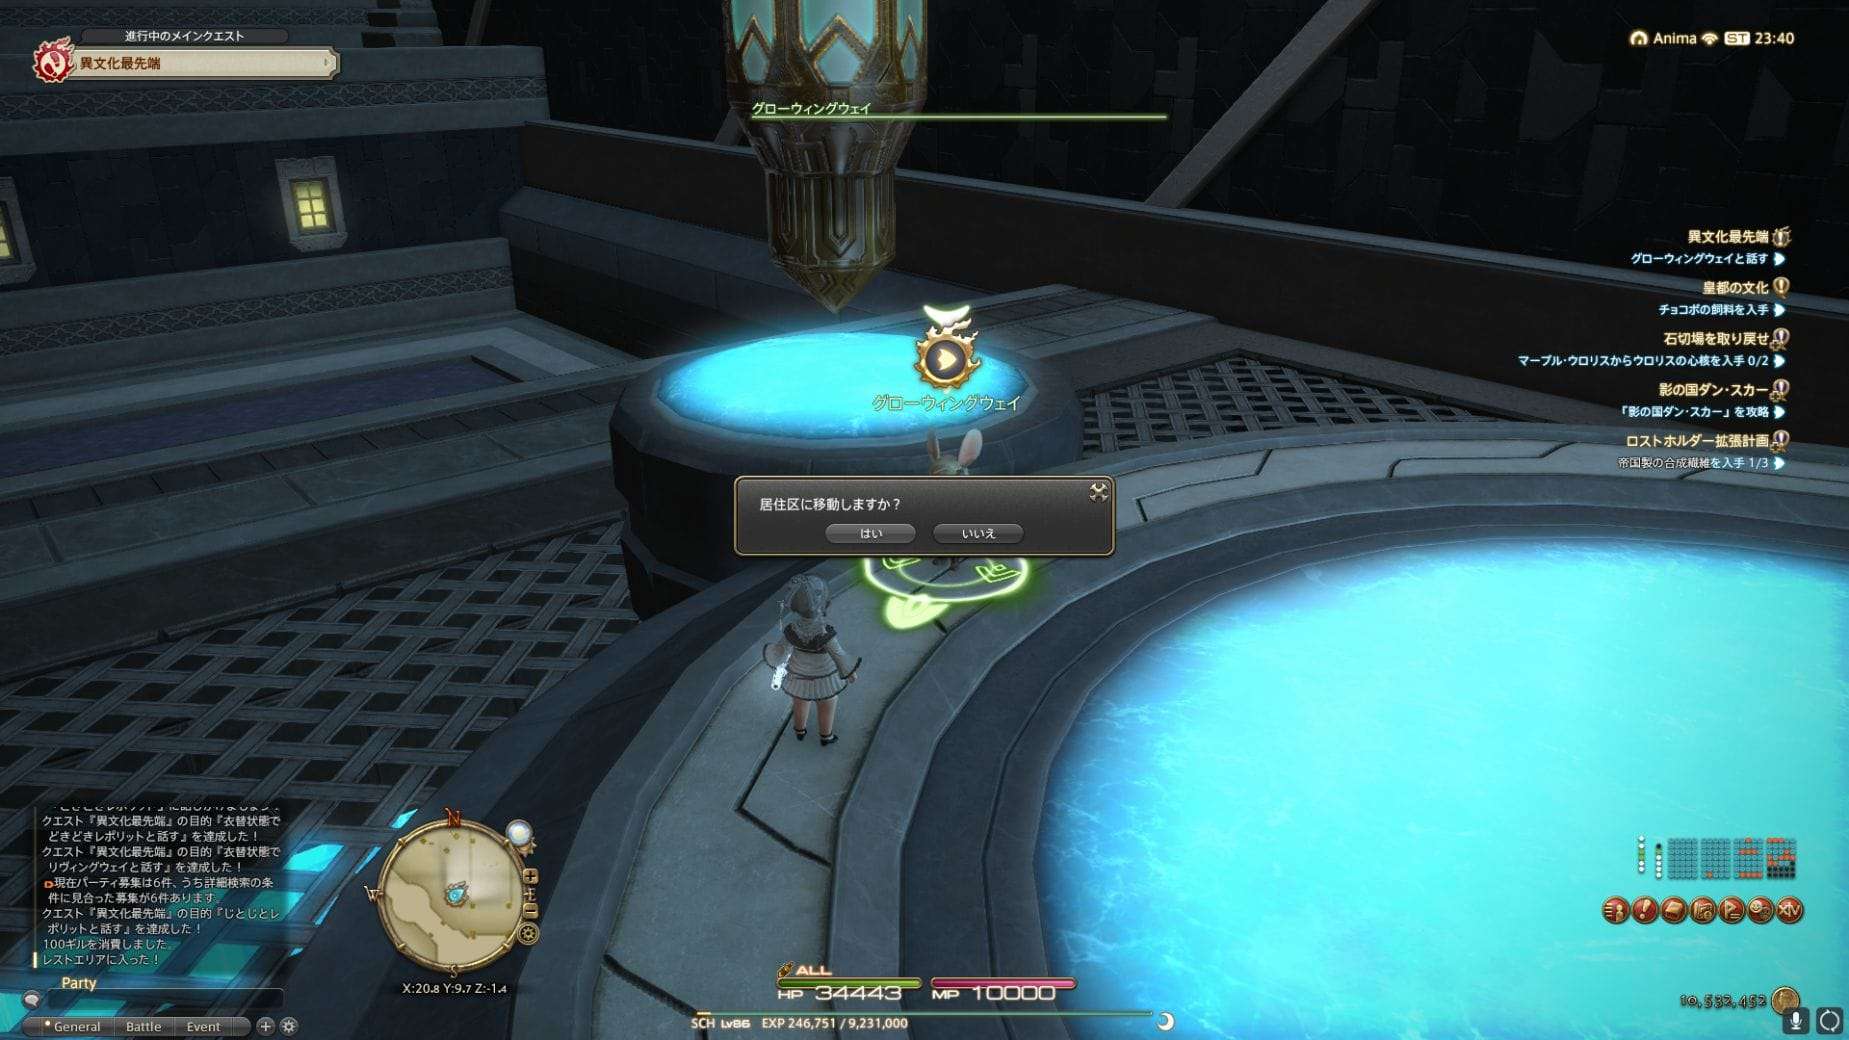 進行中のメインクエスト
異文化最先端
Anima ST 23:40
グローウィングウェイ
異文化最先端
グローウィングウェイと話す
皇都の文化
チョコボの飼料を入手
石切場を取り戻せ
マーブル・ウロリスからウロリスの心核を入手 0/2
影の国ダン・スカー
『影の国ダン・スカー』を攻略
ロストホルダー拡張計画
帝国製の合成繊維を入手 1/3
グローウィングウェイ
居住区に移動しますか？
はい いいえ
クエスト『異文化最先端』の目的『衣替状態で
どきどきレポリットと話す』を達成した！
クエスト『異文化最先端』の目的『衣替状態で
リヴィングウェイと話す』を達成した！
現在パーティ募集は6件、うち詳細検索の条
件に見合った募集が6件あります。
クエスト『異文化最先端』の目的『じとじとレ
ポリットと話す』を達成した！
100ギルを消費しました。
レストエリアに入った！
Party
General Battle Event
N
W
S
X:20.8 Y:9.7 Z:-1.4
ALL
HP 34443 MP 10000
SCH Lv86 EXP 246,751 / 9,231,000
XIV
10,532,452